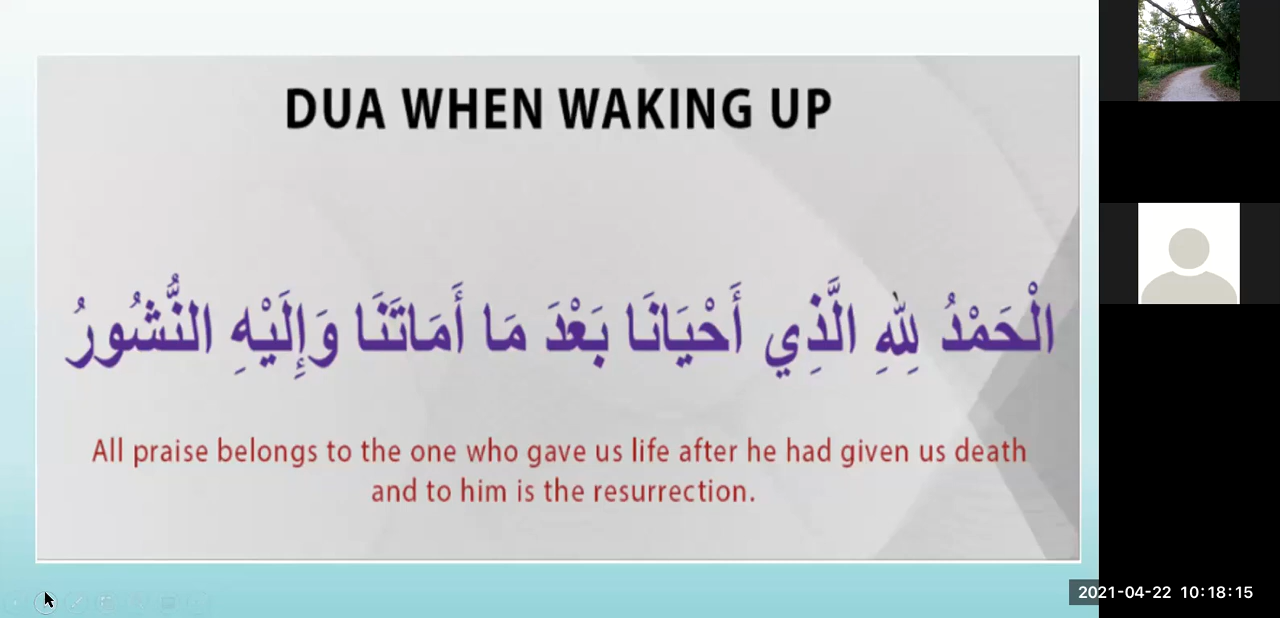 DUA WHEN WAKING UP
الْحَمْدُ لِلّٰهِ الَّذِي أَحْيَانَا بَعْدَ مَا أَمَاتَنَا وَإِلَيْهِ النُّشُورُ
All praise belongs to the one who gave us life after he had given us death
and to him is the resurrection.
2021-04-22 10:18:15